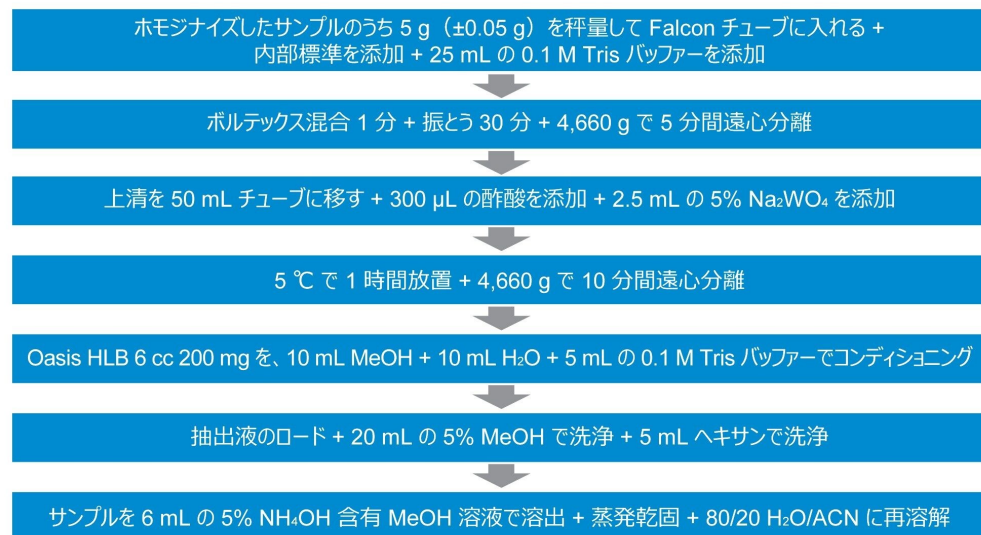 ホモジナイズしたサンプルのうち 5 g（±0.05 g）を秤量して Falcon チューブに入れる +
内部標準を添加 + 25 mL の 0.1 M Tris バッファーを添加
ボルテックス混合 1 分 + 振とう 30 分 + 4,660 g で 5 分間遠心分離
上清を 50 mL チューブに移す + 300 µL の酢酸を添加 + 2.5 mL の 5% Na₂WO₄ を添加
5 ℃ で 1 時間放置 + 4,660 g で 10 分間遠心分離
Oasis HLB 6 cc 200 mg を、10 mL MeOH + 10 mL H₂O + 5 mL の 0.1 M Tris バッファーでコンディショニング
抽出液のロード + 20 mL の 5% MeOH で洗浄 + 5 mL ヘキサンで洗浄
サンプルを 6 mL の 5% NH₄OH 含有 MeOH 溶液で溶出 + 蒸発乾固 + 80/20 H₂O/ACN に再溶解